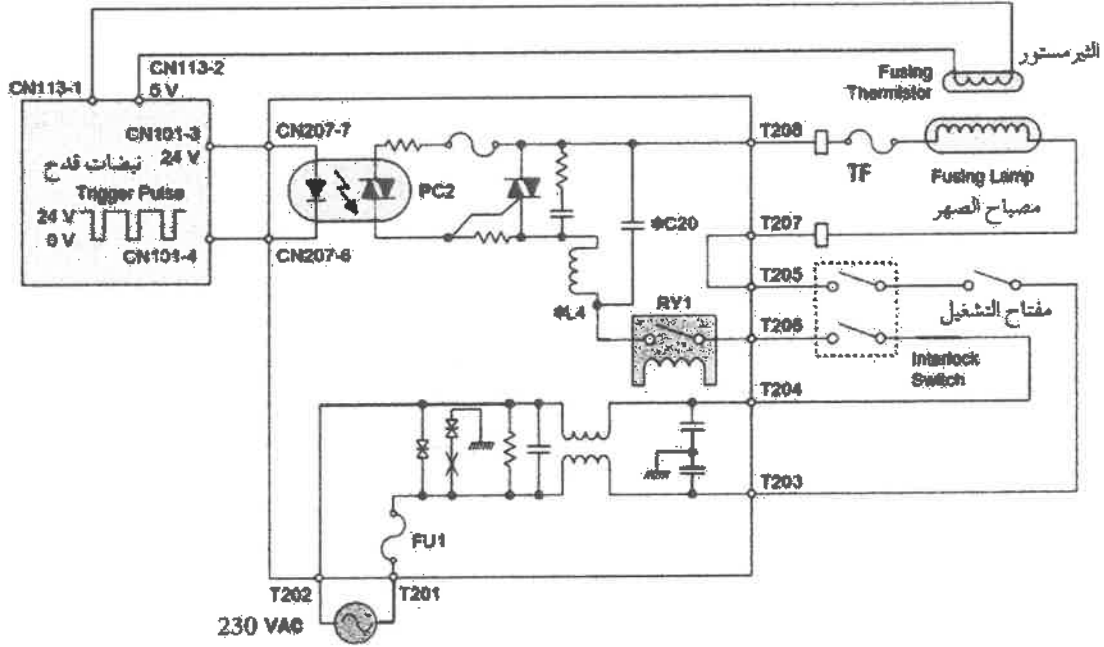 الثيرمستور
CN113-2
5 V
CN113-1
Fusing
Thermistor
CN101-3
24 V
CN207-7
T208
نبضات قدح
Trigger Pulse
24 V
0 V
PC2
TF
Fusing Lamp
مصباح الصهر
✱C20
T207
CN101-4
CN207-6
T205
✱L4
RY1
مفتاح التشغيل
T206
Interlock
Switch
T204
T203
FU1
T202
T201
230 VAC